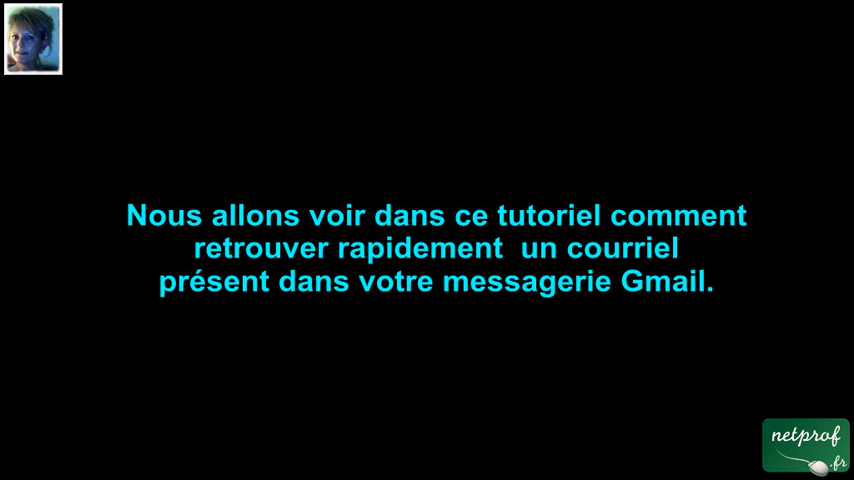 Nous allons voir dans ce tutoriel comment
retrouver rapidement  un courriel
présent dans votre messagerie Gmail.
netprof
.fr